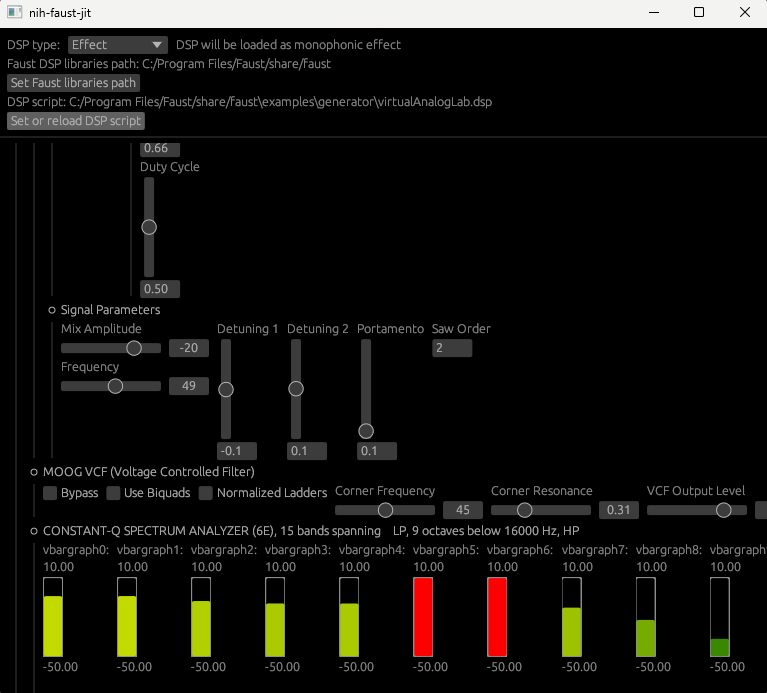 nih-faust-jit
DSP type: Effect DSP will be loaded as monophonic effect
Faust DSP libraries path: C:/Program Files/Faust/share/faust
Set Faust libraries path
DSP script: C:/Program Files/Faust/share/faust\examples\generator\virtualAnalogLab.dsp
Set or reload DSP script
0.66
Duty Cycle
0.50
Signal Parameters
Mix Amplitude Detuning 1 Detuning 2 Portamento Saw Order
-20 2
Frequency
49
-0.1 0.1 0.1
MOOG VCF (Voltage Controlled Filter)
Bypass Use Biquads Normalized Ladders Corner Frequency Corner Resonance VCF Output Level
45 0.31
CONSTANT-Q SPECTRUM ANALYZER (6E), 15 bands spanning LP, 9 octaves below 16000 Hz, HP
vbargraph0: vbargraph1: vbargraph2: vbargraph3: vbargraph4: vbargraph5: vbargraph6: vbargraph7: vbargraph8: vbargraph
10.00 10.00 10.00 10.00 10.00 10.00 10.00 10.00 10.00 10.00
-50.00 -50.00 -50.00 -50.00 -50.00 -50.00 -50.00 -50.00 -50.00 -50.00